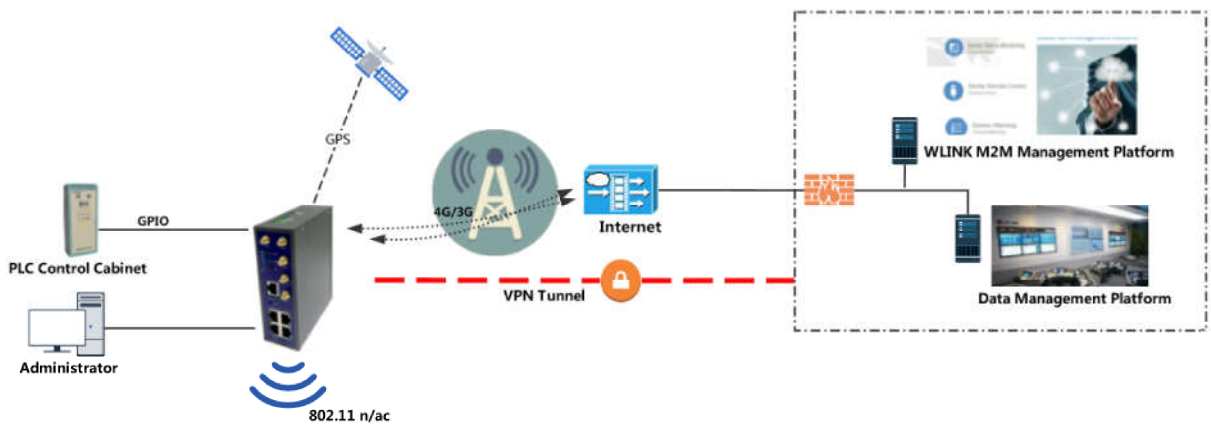 GPS
WLINK M2M Management Platform
4G/3G
GPIO
Internet
PLC Control Cabinet
VPN Tunnel
Data Management Platform
Administrator
802.11 n/ac